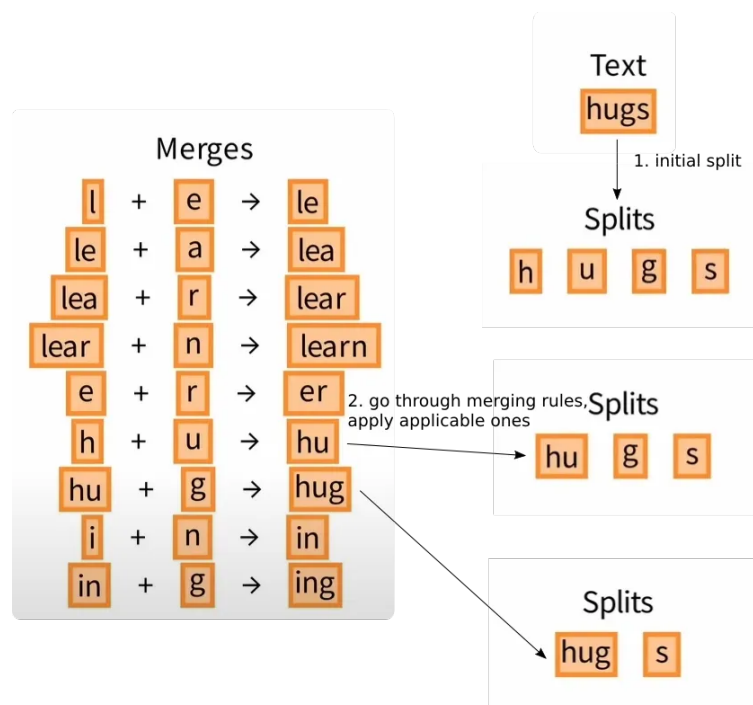 Text
hugs
1. initial split
Splits
h u g s
Merges
l + e → le
le + a → lea
lea + r → lear
lear + n → learn
e + r → er
h + u → hu
hu + g → hug
i + n → in
in + g → ing
2. go through merging rules,
apply applicable ones
Splits
hu g s
Splits
hug s